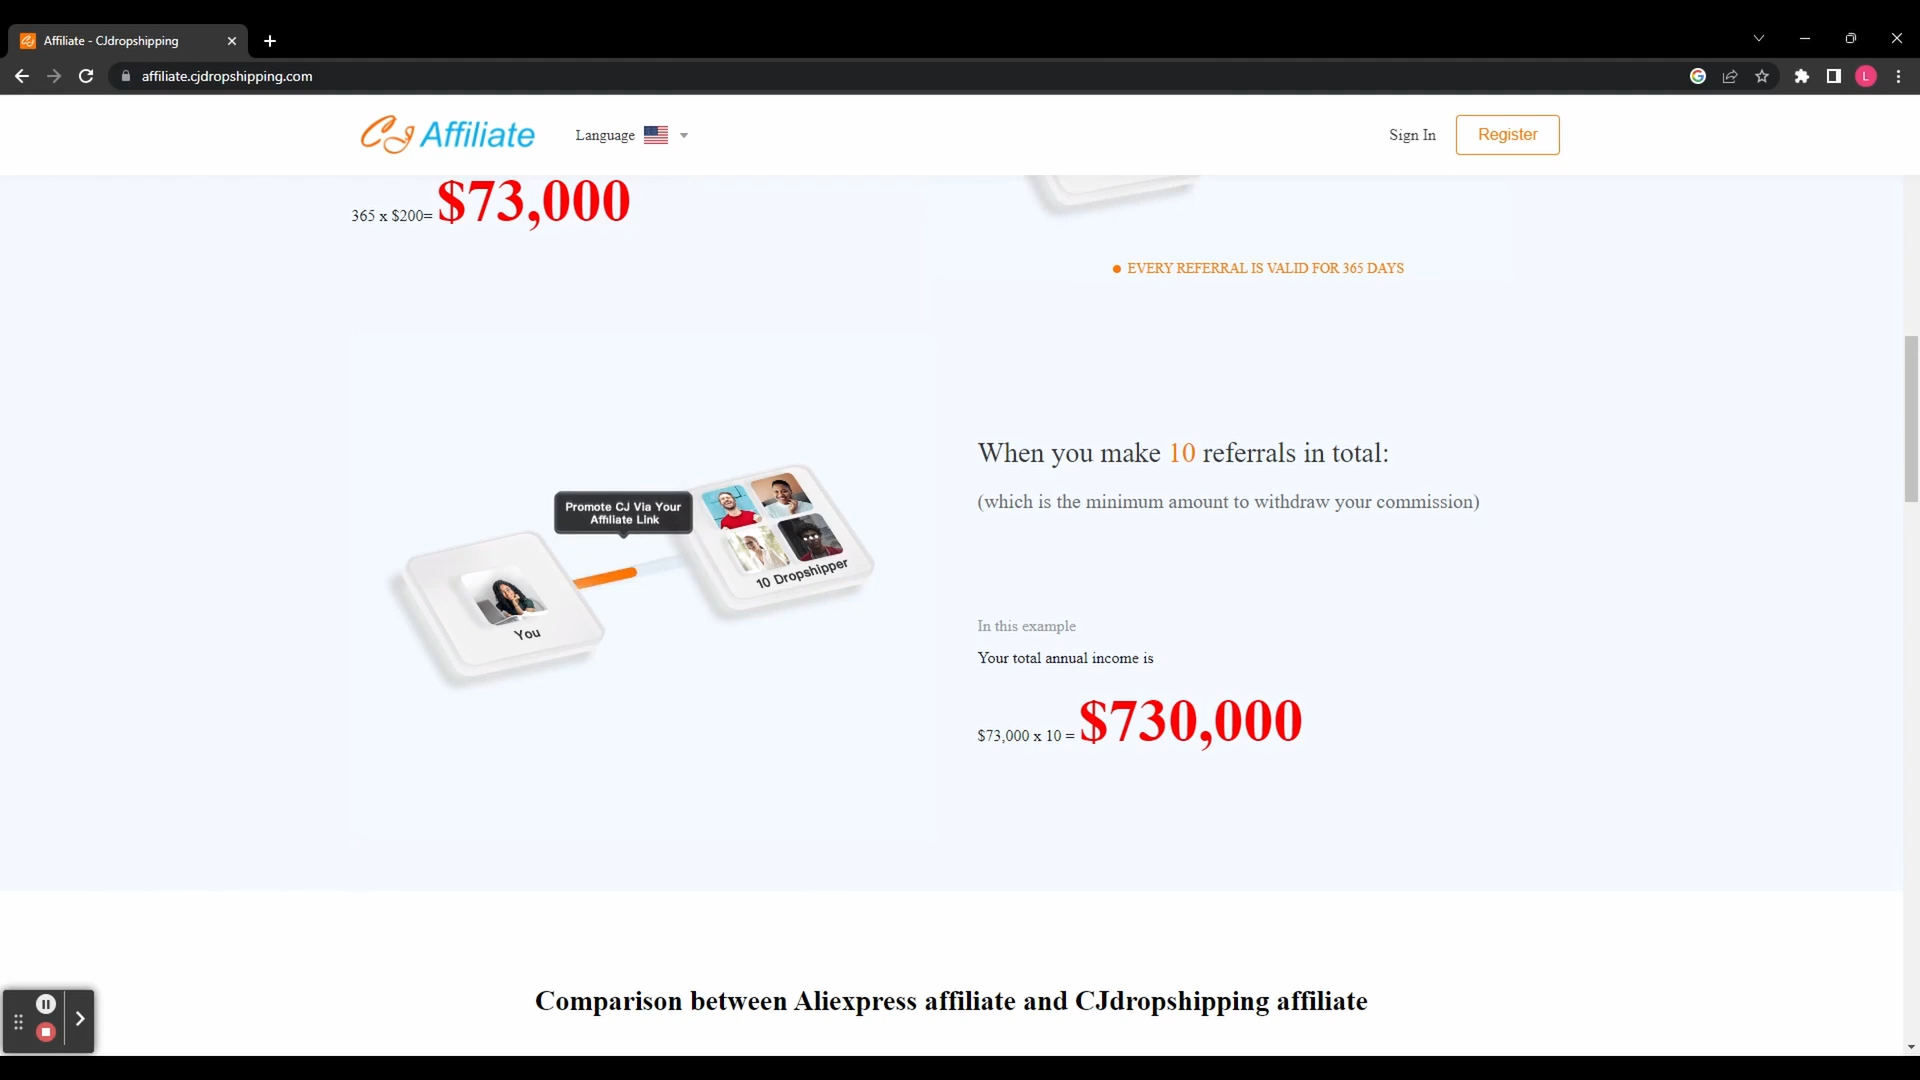 Affiliate - CJdropshipping
affiliate.cjdropshipping.com
L
CJ Affiliate
Language
Sign In
Register
365 x $200= $73,000
EVERY REFERRAL IS VALID FOR 365 DAYS
When you make 10 referrals in total:
(which is the minimum amount to withdraw your commission)
Promote CJ Via Your
Affiliate Link
10 Dropshipper
You
In this example
Your total annual income is
$73,000 x 10 = $730,000
Comparison between Aliexpress affiliate and CJdropshipping affiliate